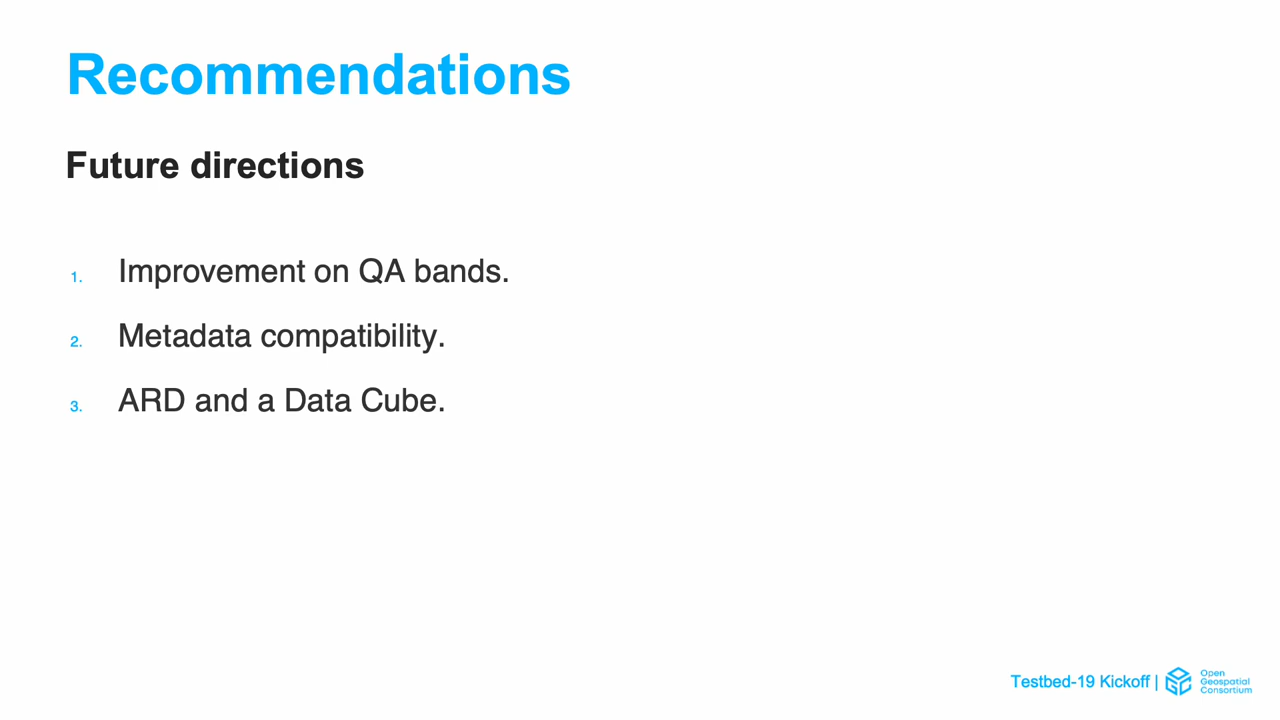 Recommendations
Future directions
1. Improvement on QA bands.
2. Metadata compatibility.
3. ARD and a Data Cube.
Testbed-19 Kickoff |
Open
Geospatial
Consortium